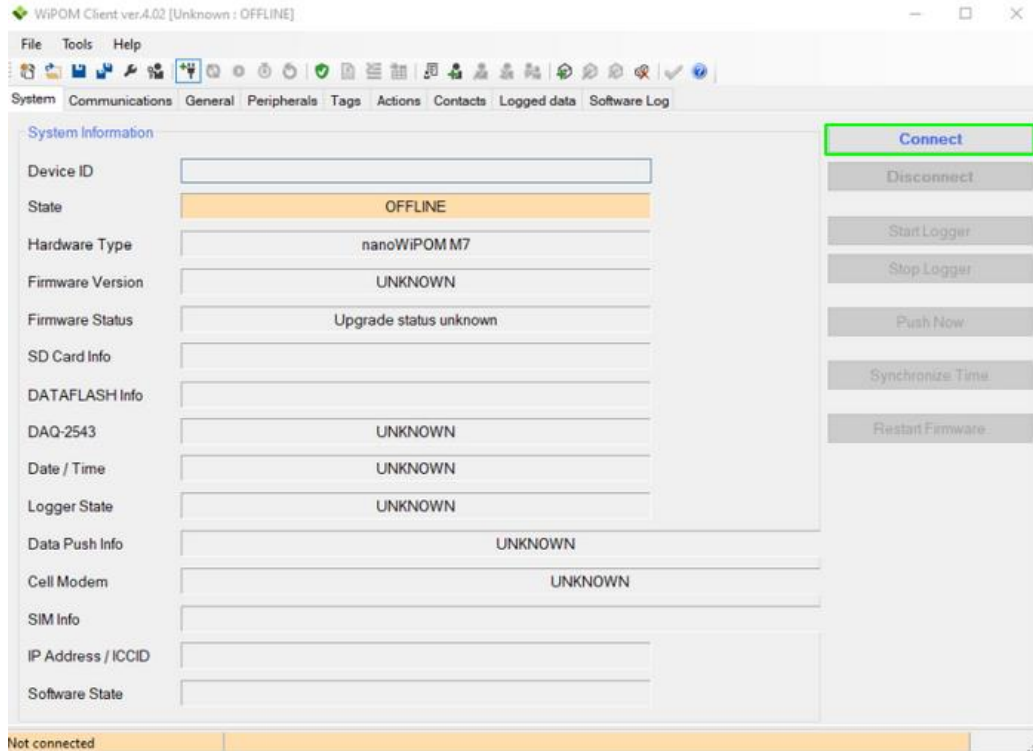 WiPOM Client ver.4.02 [Unknown : OFFLINE]
File Tools Help
System Communications General Peripherals Tags Actions Contacts Logged data Software Log
System Information
Connect
Device ID
Disconnect
State OFFLINE
Start Logger
Hardware Type nanoWiPOM M7
Stop Logger
Firmware Version UNKNOWN
Firmware Status Upgrade status unknown
Push Now
SD Card Info
Synchronize Time
DATAFLASH Info
DAQ-2543 UNKNOWN
Restart Firmware
Date / Time UNKNOWN
Logger State UNKNOWN
Data Push Info UNKNOWN
Cell Modem UNKNOWN
SIM Info
IP Address / ICCID
Software State
Not connected